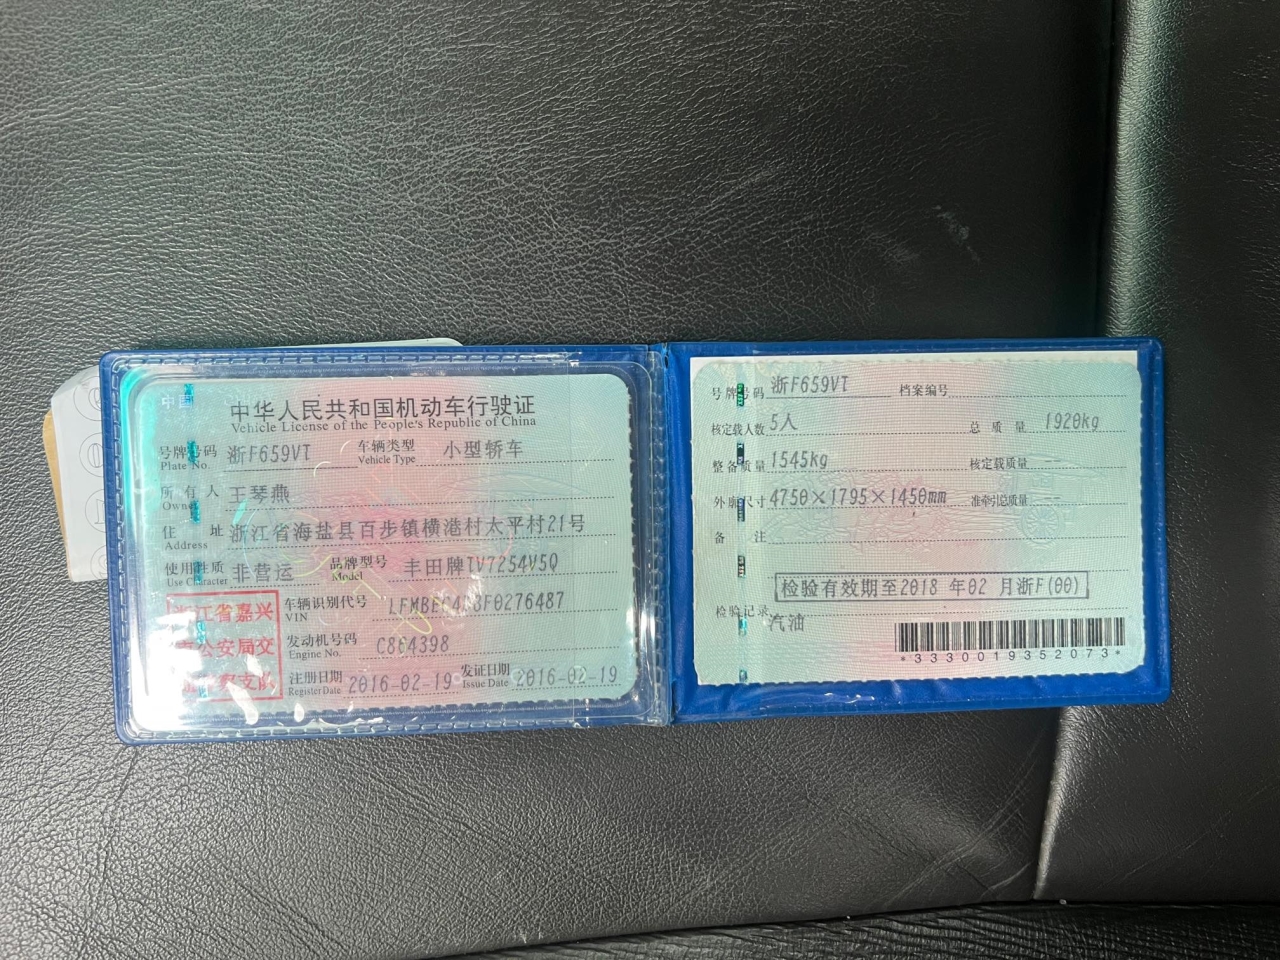 中国
中华人民共和国机动车行驶证
Vehicle License of the People's Republic of China
号牌号码 浙F659VT 车辆类型 小型轿车
Plate No. Vehicle Type
所有人 王琴燕
Owner
住址 浙江省海盐县百步镇横港村太平村21号
Address
使用性质 非营运 品牌型号 丰田牌TV7254V5Q
Use Character Model
浙江省嘉兴
公安局交
支队
车辆识别代号
VIN
发动机号码 C864398
Engine No.
注册日期 2016-02-19 发证日期 2016-02-19
Register Date Issue Date
号牌号码 浙F659VT 档案编号
核定载人数 5人 总质量 1920kg
整备质量 1545kg 核定载质量 --
外廓尺寸 4750×1795×1450mm 准牵引总质量 --
备注
检验有效期至2018 年02 月浙F(00)
检验记录
汽油
*3330019352073*